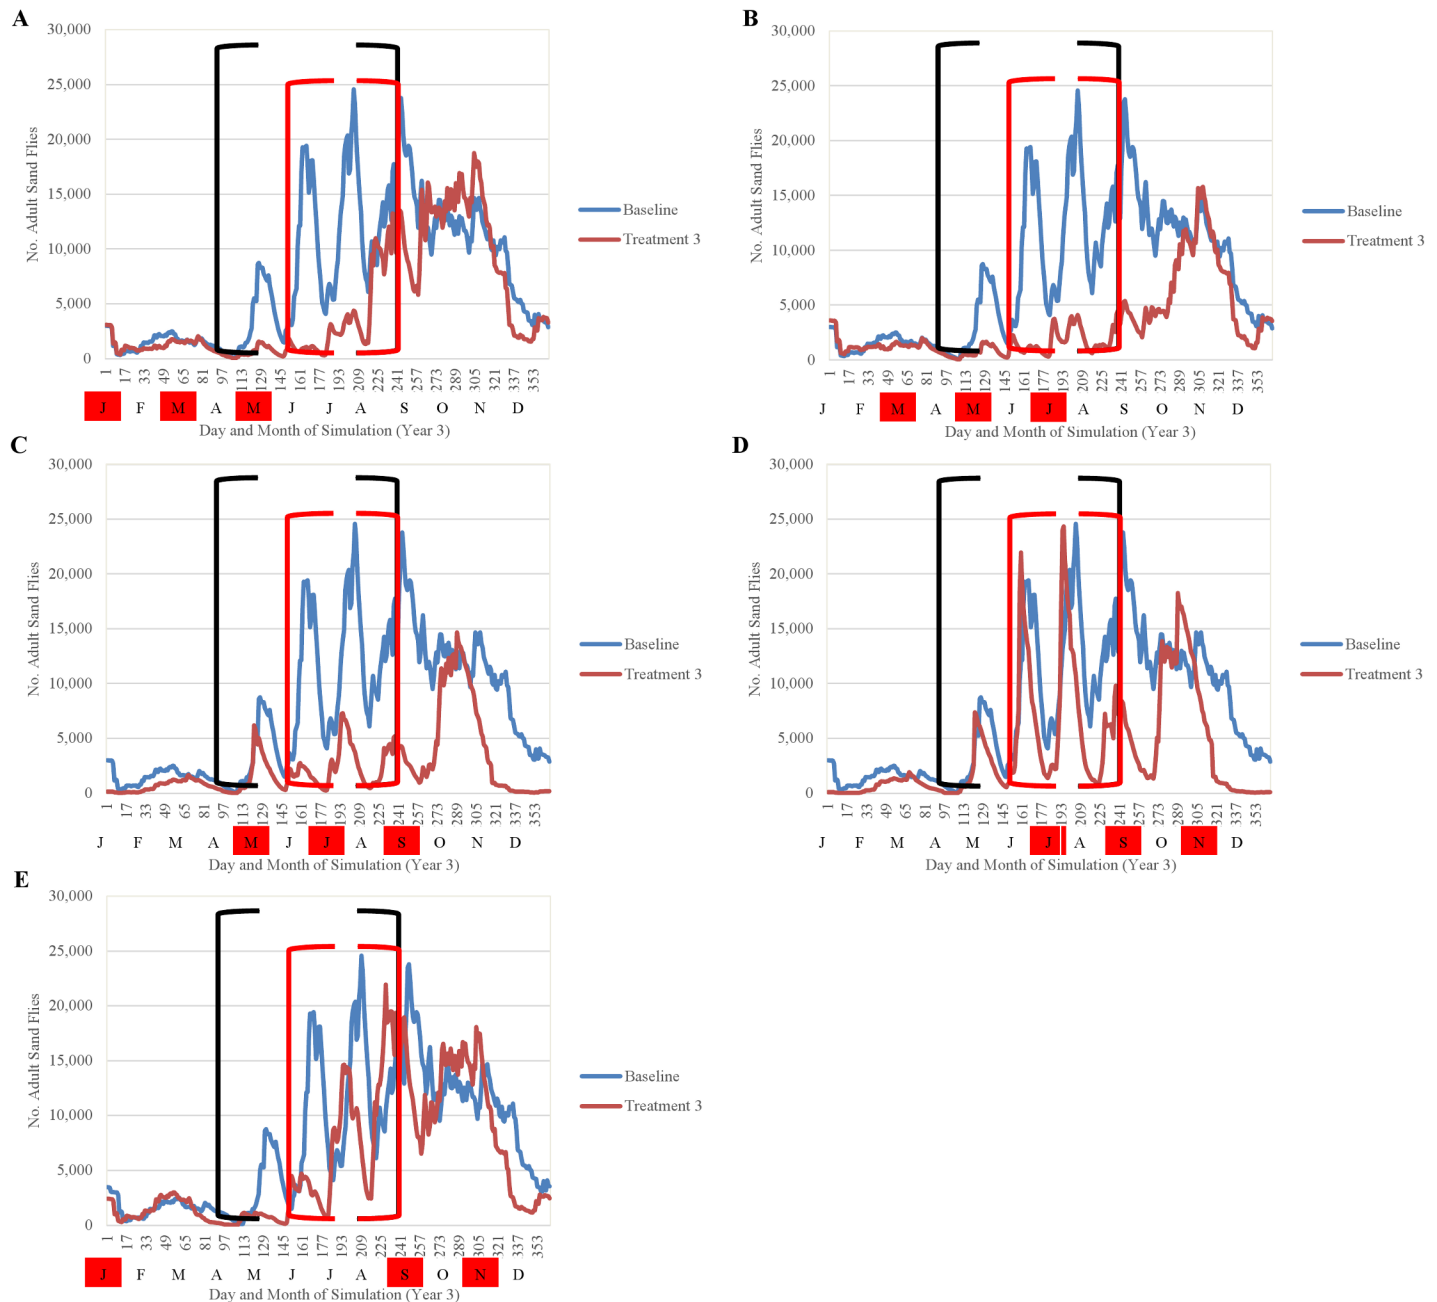 A
30,000
25,000
20,000
15,000
10,000
5,000
0
No. Adult Sand Flies
Baseline
Treatment 3
1 17 33 49 65 81 97 113 129 145 161 177 193 209 225 241 257 273 289 305 321 337 353
J F M A M J J A S O N D
Day and Month of Simulation (Year 3)
B
30,000
25,000
20,000
15,000
10,000
5,000
0
No. Adult Sand Flies
Baseline
Treatment 3
1 17 33 49 65 81 97 113 129 145 161 177 193 209 225 241 257 273 289 305 321 337 353
J F M A M J J A S O N D
Day and Month of Simulation (Year 3)
C
30,000
25,000
20,000
15,000
10,000
5,000
0
No. Adult Sand Flies
Baseline
Treatment 3
1 17 33 49 65 81 97 113 129 145 161 177 193 209 225 241 257 273 289 305 321 337 353
J F M A M J J A S O N D
Day and Month of Simulation (Year 3)
D
30,000
25,000
20,000
15,000
10,000
5,000
0
No. Adult Sand Flies
Baseline
Treatment 3
1 17 33 49 65 81 97 113 129 145 161 177 193 209 225 241 257 273 289 305 321 337 353
J F M A M J J A S O N D
Day and Month of Simulation (Year 3)
E
30,000
25,000
20,000
15,000
10,000
5,000
0
No. Adult Sand Flies
Baseline
Treatment 3
1 17 33 49 65 81 97 113 129 145 161 177 193 209 225 241 257 273 289 305 321 337 353
J F M A M J J A S O N D
Day and Month of Simulation (Year 3)